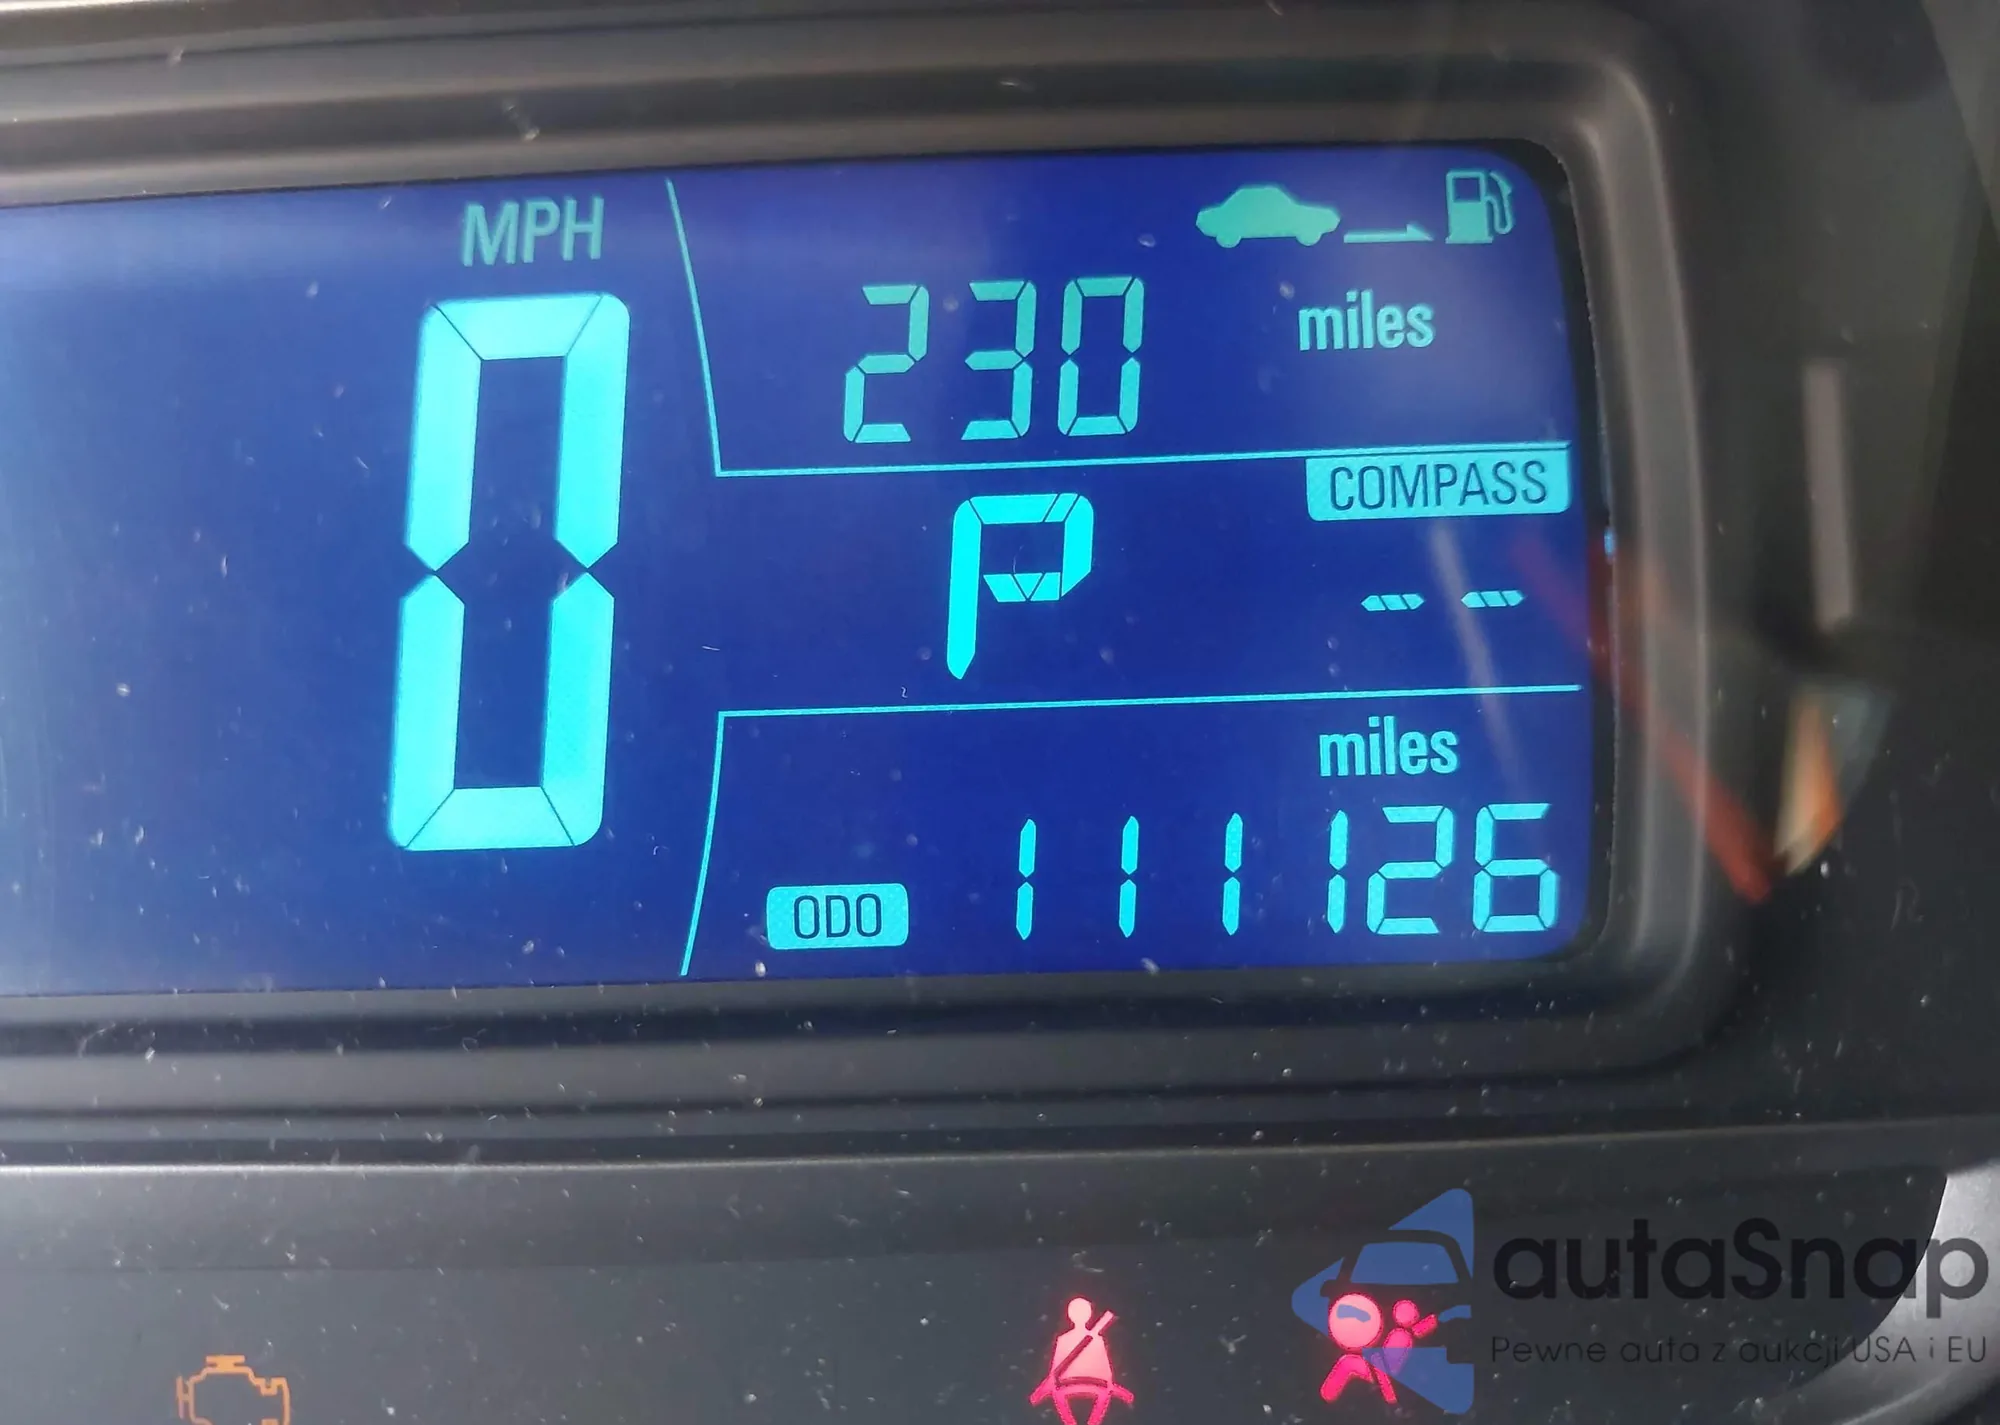 MPH
0
230
miles
COMPASS
P
--
miles
ODO
111126
autaSnap
Pewne auta z aukcji USA i EU